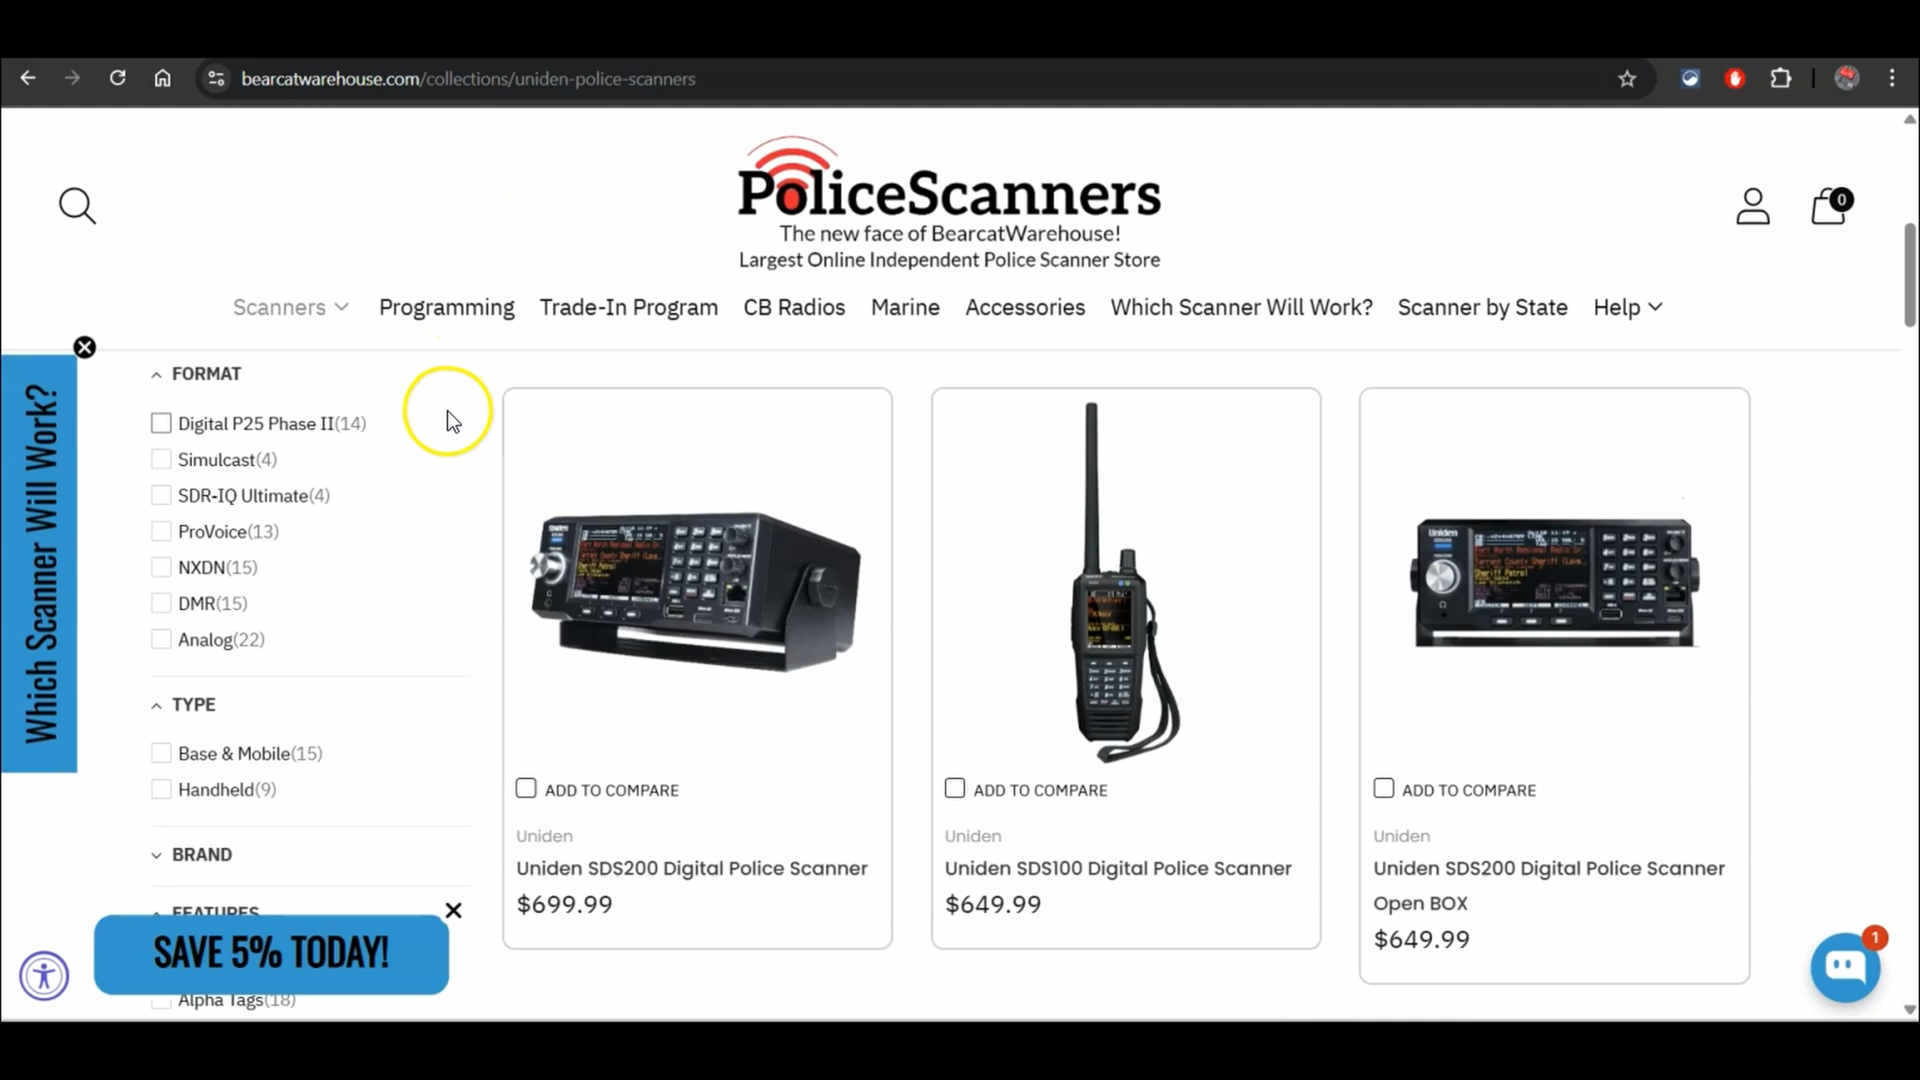 bearcatwarehouse.com/collections/uniden-police-scanners
PoliceScanners
The new face of BearcatWarehouse!
Largest Online Independent Police Scanner Store
0
Scanners
Programming
Trade-In Program
CB Radios
Marine
Accessories
Which Scanner Will Work?
Scanner by State
Help
Which Scanner Will Work?
FORMAT
Digital P25 Phase II(14)
Simulcast(4)
SDR-IQ Ultimate(4)
ProVoice(13)
NXDN(15)
DMR(15)
Analog(22)
TYPE
Base & Mobile(15)
Handheld(9)
BRAND
FEATURES
SAVE 5% TODAY!
Alpha Tags(18)
ADD TO COMPARE
Uniden
Uniden SDS200 Digital Police Scanner
$699.99
ADD TO COMPARE
Uniden
Uniden SDS100 Digital Police Scanner
$649.99
Uniden
Sheriff Patrol
ADD TO COMPARE
Uniden
Uniden SDS200 Digital Police Scanner
Open BOX
$649.99
1